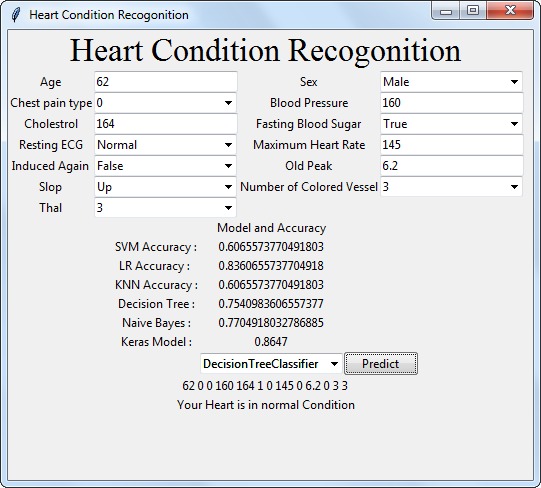 Heart Condition Recogonition
Heart Condition Recogonition
Age 62 Sex Male
Chest pain type 0 Blood Pressure 160
Cholestrol 164 Fasting Blood Sugar True
Resting ECG Normal Maximum Heart Rate 145
Induced Again False Old Peak 6.2
Slop Up Number of Colored Vessel 3
Thal 3
Model and Accuracy
SVM Accuracy : 0.6065573770491803
LR Accuracy : 0.8360655737704918
KNN Accuracy : 0.6065573770491803
Decision Tree : 0.7540983606557377
Naive Bayes : 0.7704918032786885
Keras Model : 0.8647
DecisionTreeClassifier Predict
62 0 0 160 164 1 0 145 0 6.2 0 3 3
Your Heart is in normal Condition